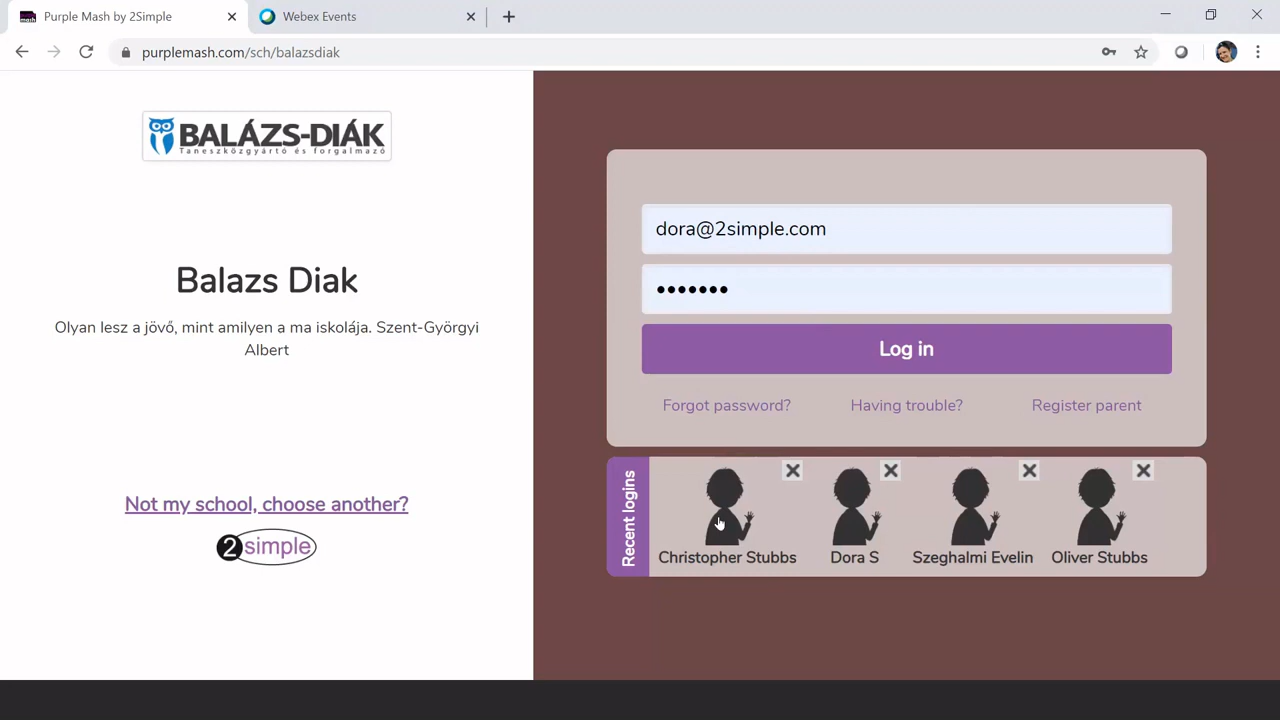 Purple Mash by 2Simple
Webex Events
purplemash.com/sch/balazsdiak
BALÁZS-DIÁK
Taneszközgyártó és forgalmazó
Balazs Diak
Olyan lesz a jövő, mint amilyen a ma iskolája. Szent-Györgyi
Albert
Not my school, choose another?
2simple
dora@2simple.com
•••••••
Log in
Forgot password?
Having trouble?
Register parent
Recent logins
Christopher Stubbs
Dora S
Szeghalmi Evelin
Oliver Stubbs